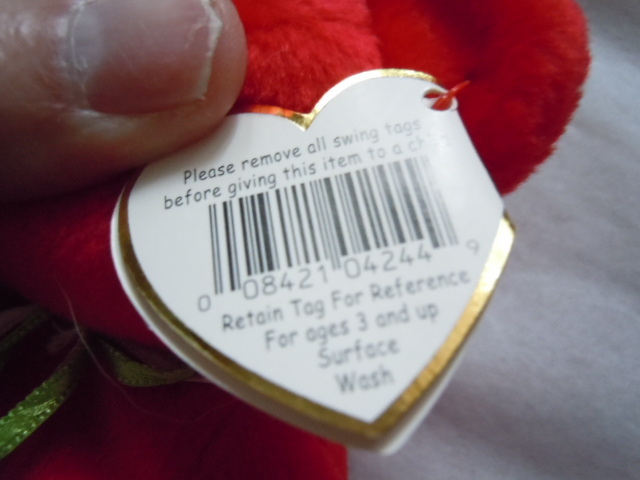 Please remove all swing tags
before giving this item to a
0 08421 04244 9
Retain Tag For Reference
For ages 3 and up
Surface
Wash